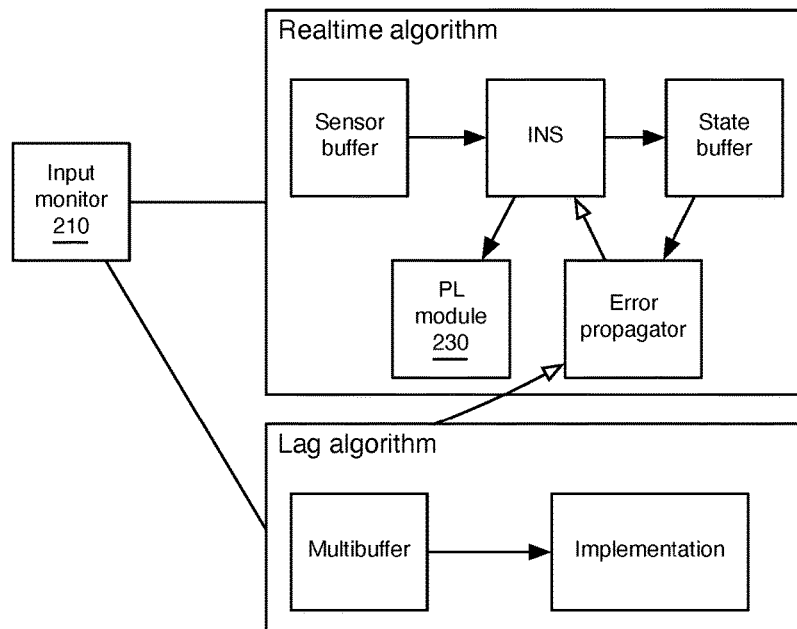 Realtime algorithm
Sensor
buffer
INS
State
buffer
Input
monitor
210
PL
module
230
Error
propagator
Lag algorithm
Multibuffer
Implementation